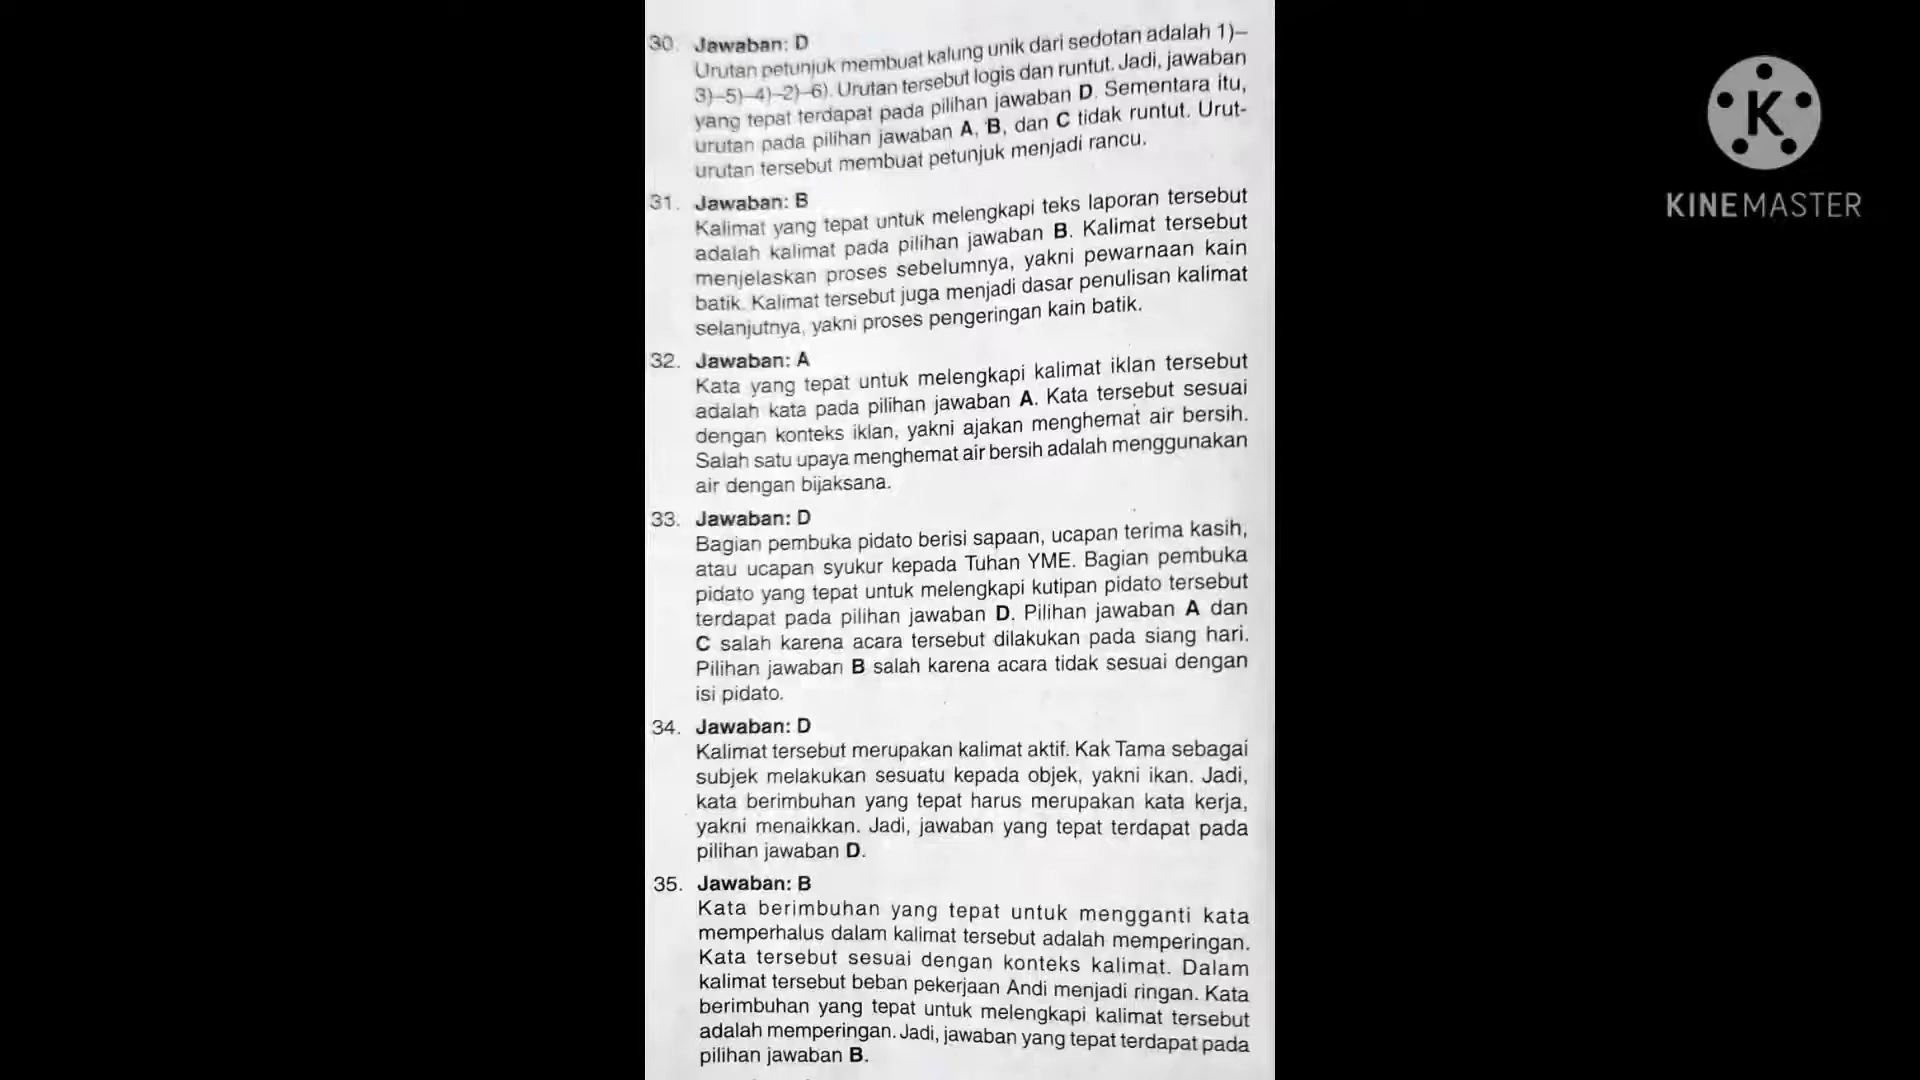 30. Jawaban: D
Urutan petunjuk membuat kalung unik dari sedotan adalah 1)–
3)–5)–4)–2)–6). Urutan tersebut logis dan runtut. Jadi, jawaban
yang tepat terdapat pada pilihan jawaban D. Sementara itu,
urutan pada pilihan jawaban A, B, dan C tidak runtut. Urut-
urutan tersebut membuat petunjuk menjadi rancu.
31. Jawaban: B
Kalimat yang tepat untuk melengkapi teks laporan tersebut
adalah kalimat pada pilihan jawaban B. Kalimat tersebut
menjelaskan proses sebelumnya, yakni pewarnaan kain
batik. Kalimat tersebut juga menjadi dasar penulisan kalimat
selanjutnya, yakni proses pengeringan kain batik.
32. Jawaban: A
Kata yang tepat untuk melengkapi kalimat iklan tersebut
adalah kata pada pilihan jawaban A. Kata tersebut sesuai
dengan konteks iklan, yakni ajakan menghemat air bersih.
Salah satu upaya menghemat air bersih adalah menggunakan
air dengan bijaksana.
33. Jawaban: D
Bagian pembuka pidato berisi sapaan, ucapan terima kasih,
atau ucapan syukur kepada Tuhan YME. Bagian pembuka
pidato yang tepat untuk melengkapi kutipan pidato tersebut
terdapat pada pilihan jawaban D. Pilihan jawaban A dan
C salah karena acara tersebut dilakukan pada siang hari.
Pilihan jawaban B salah karena acara tidak sesuai dengan
isi pidato.
34. Jawaban: D
Kalimat tersebut merupakan kalimat aktif. Kak Tama sebagai
subjek melakukan sesuatu kepada objek, yakni ikan. Jadi,
kata berimbuhan yang tepat harus merupakan kata kerja,
yakni menaikkan. Jadi, jawaban yang tepat terdapat pada
pilihan jawaban D.
35. Jawaban: B
Kata berimbuhan yang tepat untuk mengganti kata
memperhalus dalam kalimat tersebut adalah memperingan.
Kata tersebut sesuai dengan konteks kalimat. Dalam
kalimat tersebut beban pekerjaan Andi menjadi ringan. Kata
berimbuhan yang tepat untuk melengkapi kalimat tersebut
adalah memperingan. Jadi, jawaban yang tepat terdapat pada
pilihan jawaban B.
K
KINEMASTER